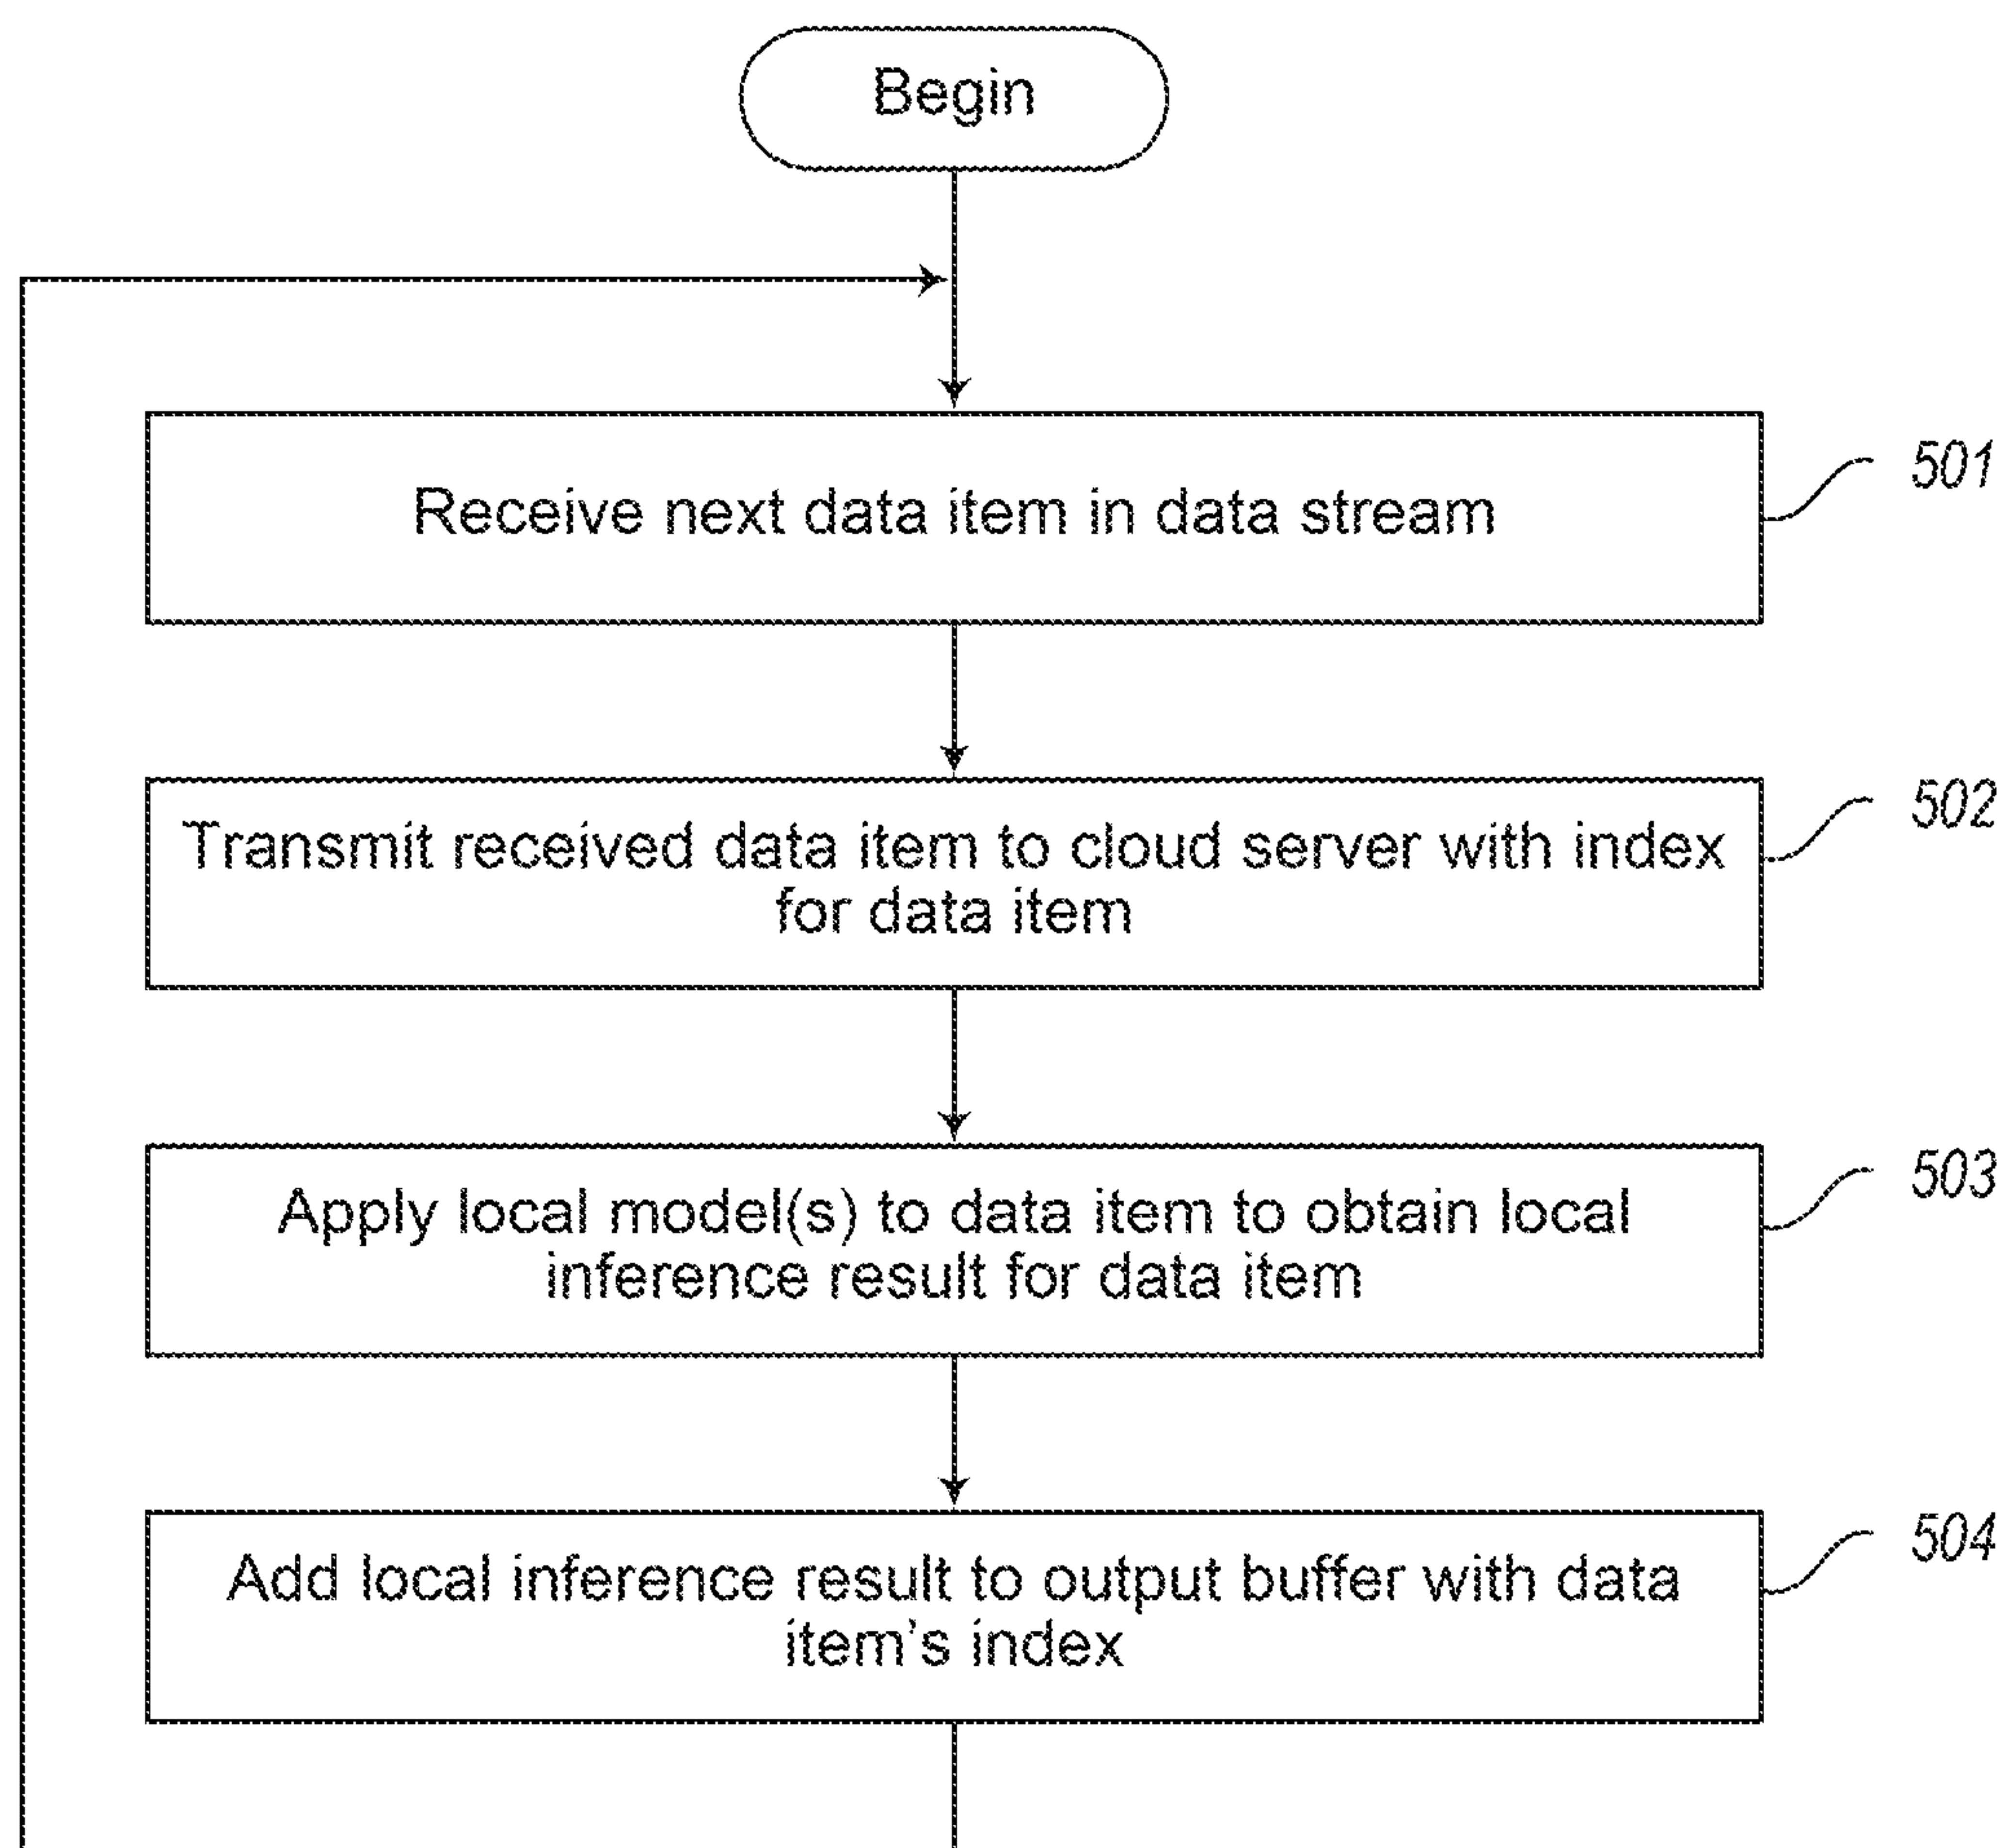 Begin
Receive next data item in data stream
501
Transmit received data item to cloud server with index
for data item
502
Apply local model(s) to data item to obtain local
inference result for data item
503
Add local inference result to output buffer with data
item's index
504